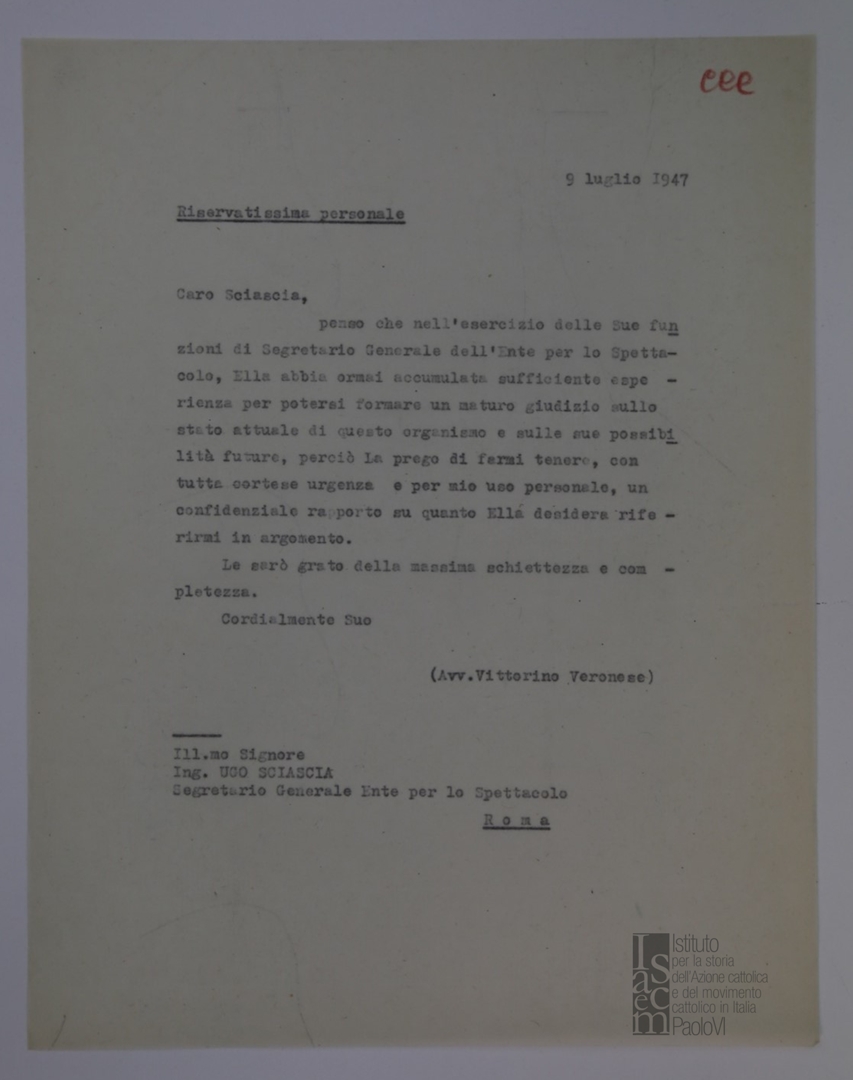 cee
9 luglio 1947
Riservatissima personale
Caro Sciascia,
penso che nell'esercizio delle Sue fun
zioni di Segretario Generale dell'Ente per lo Spetta-
colo, Ella abbia ormai accumulata sufficiente espe -
rienza per potersi formare un maturo giudizio sullo
stato attuale di questo organismo e sulle sue possibi
lità future, perciò La prego di farmi tenere, con
tutta cortese urgenza e per mio uso personale, un
confidenziale rapporto su quanto Ella desidera rife -
rirmi in argomento.
Le sarò grato della massima schiettezza e com -
pletezza.
Cordialmente Suo
(Avv.Vittorino Veronese)
Ill.mo Signore
Ing. UGO SCIASCIA
Segretario Generale Ente per lo Spettacolo
R o m a
Isacem
Istituto
per la storia
dell'Azione cattolica
e del movimento
cattolico in Italia
PaoloVI